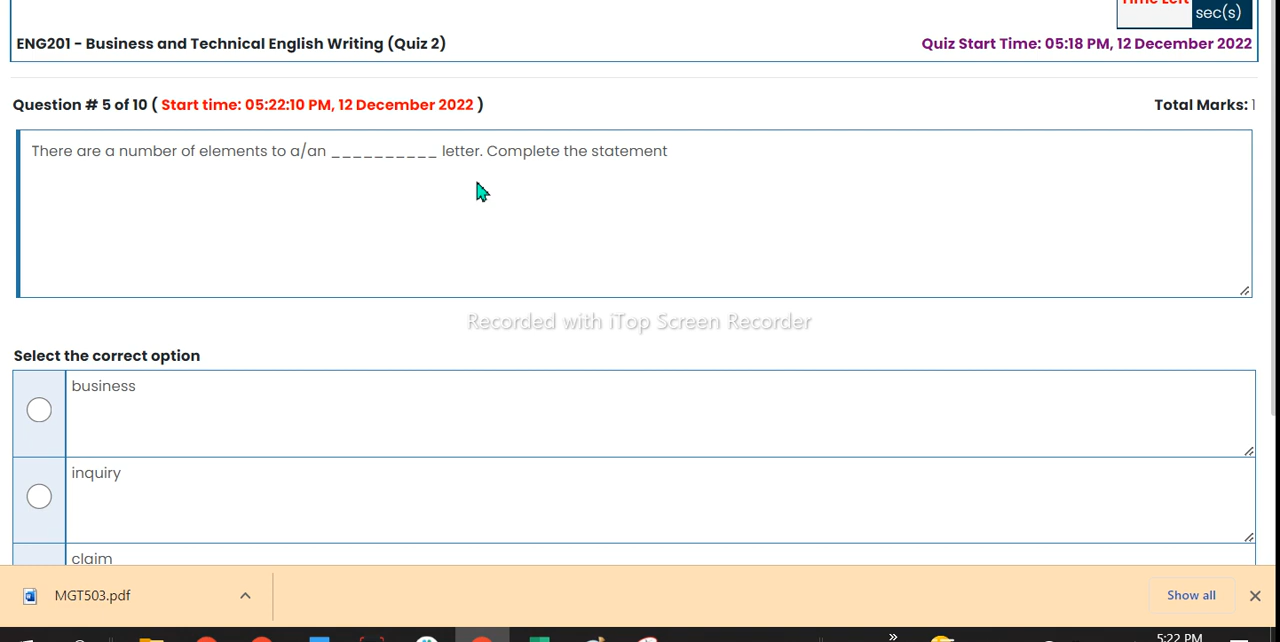 Time Left
sec(s)
ENG201 - Business and Technical English Writing (Quiz 2)
Quiz Start Time: 05:18 PM, 12 December 2022
Question # 5 of 10 ( Start time: 05:22:10 PM, 12 December 2022 )
Total Marks: 1
There are a number of elements to a/an __________ letter. Complete the statement
Recorded with iTop Screen Recorder
Select the correct option
business
inquiry
claim
MGT503.pdf
Show all
5:22 PM